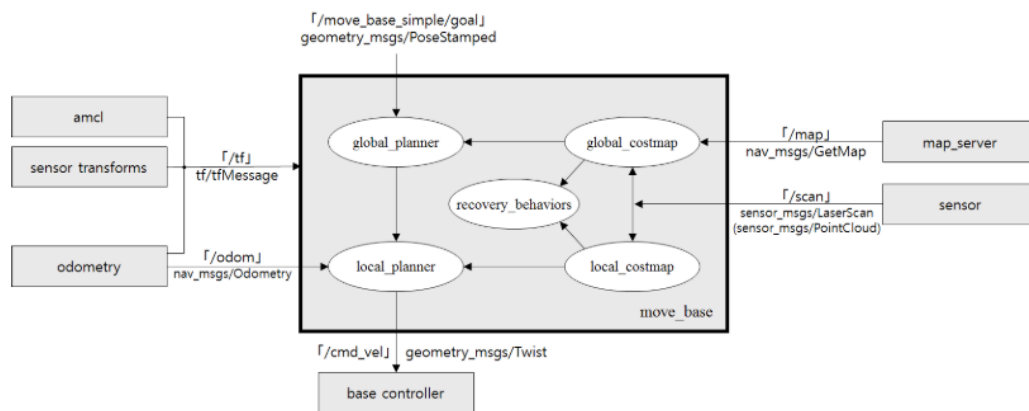 「/move_base_simple/goal」
geometry_msgs/PoseStamped
amcl
sensor transforms
odometry
「/tf」
tf/tfMessage
「/odom」
nav_msgs/Odometry
global_planner
global_costmap
recovery_behaviors
local_planner
local_costmap
move_base
「/map」
nav_msgs/GetMap
map_server
「/scan」
sensor_msgs/LaserScan
(sensor_msgs/PointCloud)
sensor
「/cmd_vel」 geometry_msgs/Twist
base controller